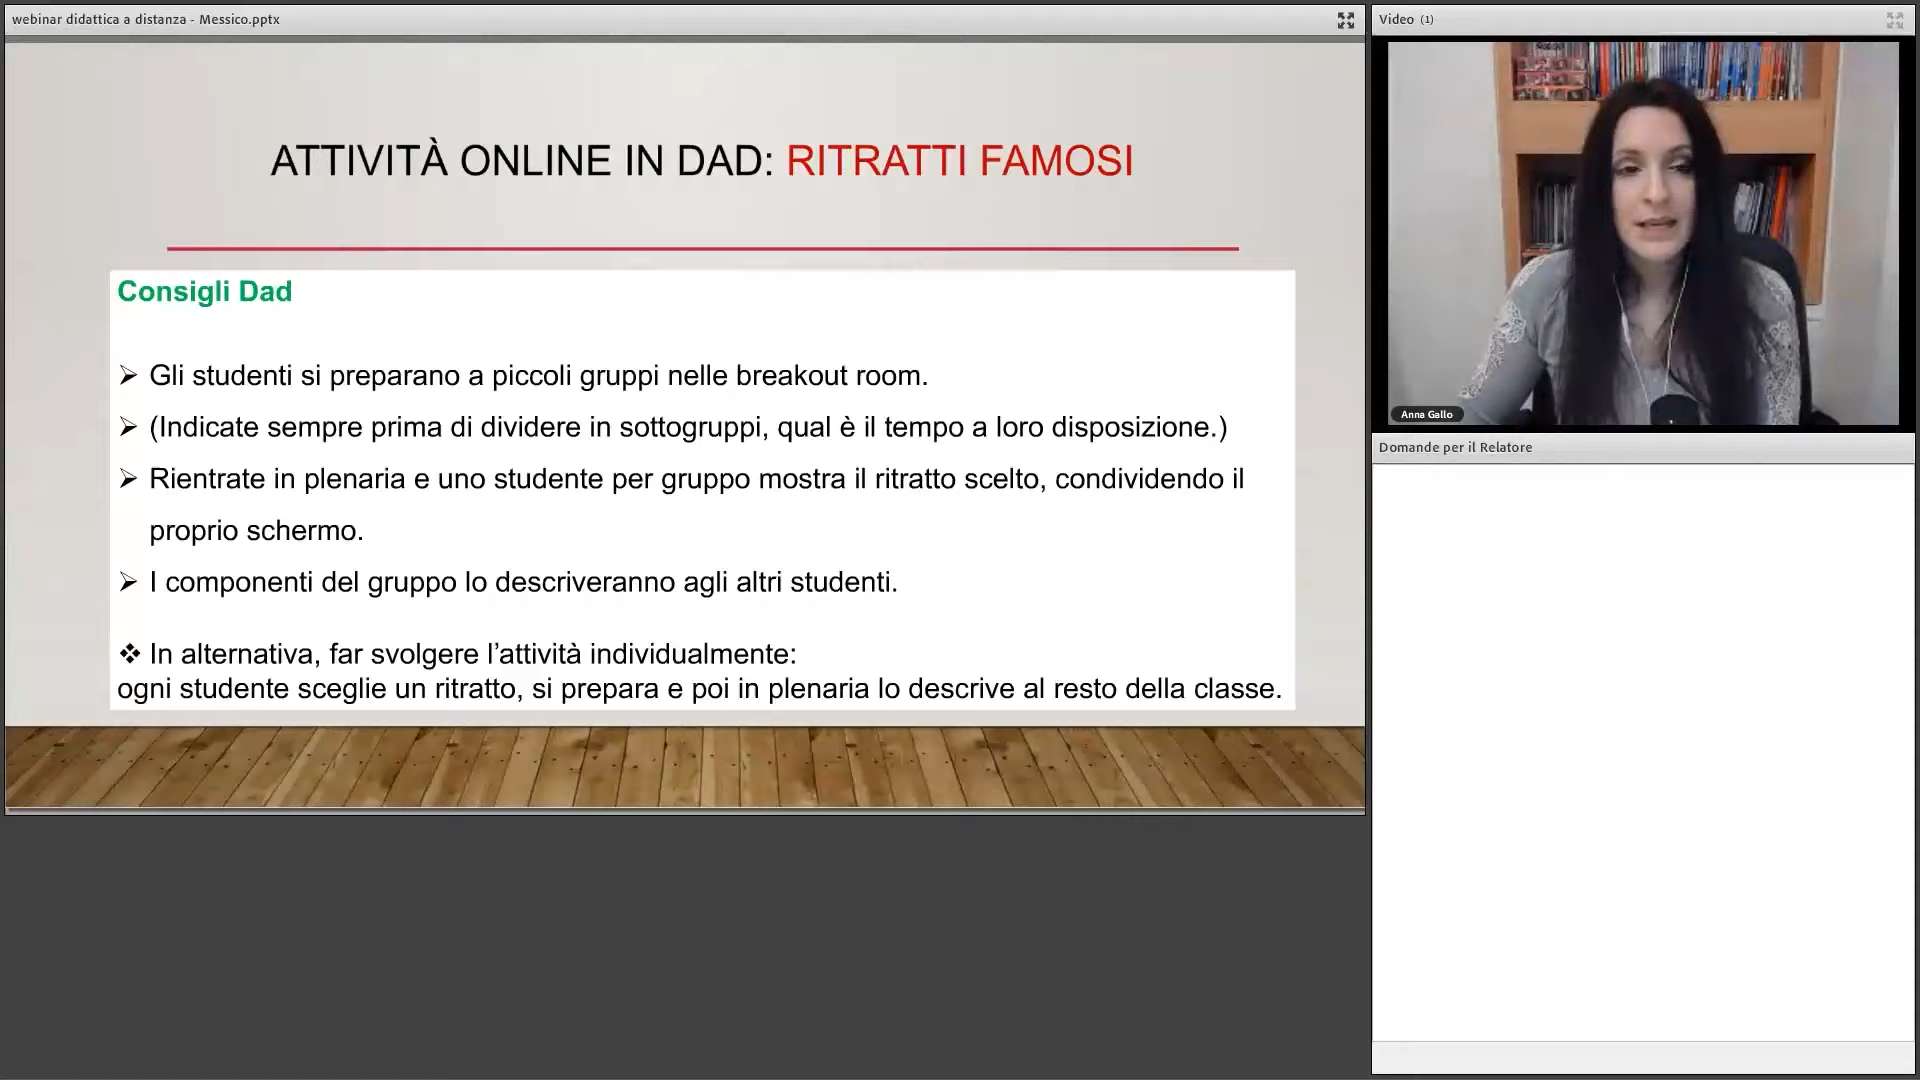 webinar didattica a distanza - Messico.pptx
Video (1)
ATTIVITÀ ONLINE IN DAD: RITRATTI FAMOSI
Consigli Dad
➢ Gli studenti si preparano a piccoli gruppi nelle breakout room.
➢ (Indicate sempre prima di dividere in sottogruppi, qual è il tempo a loro disposizione.)
➢ Rientrate in plenaria e uno studente per gruppo mostra il ritratto scelto, condividendo il
proprio schermo.
➢ I componenti del gruppo lo descriveranno agli altri studenti.
❖ In alternativa, far svolgere l’attività individualmente:
ogni studente sceglie un ritratto, si prepara e poi in plenaria lo descrive al resto della classe.
Anna Gallo
Domande per il Relatore